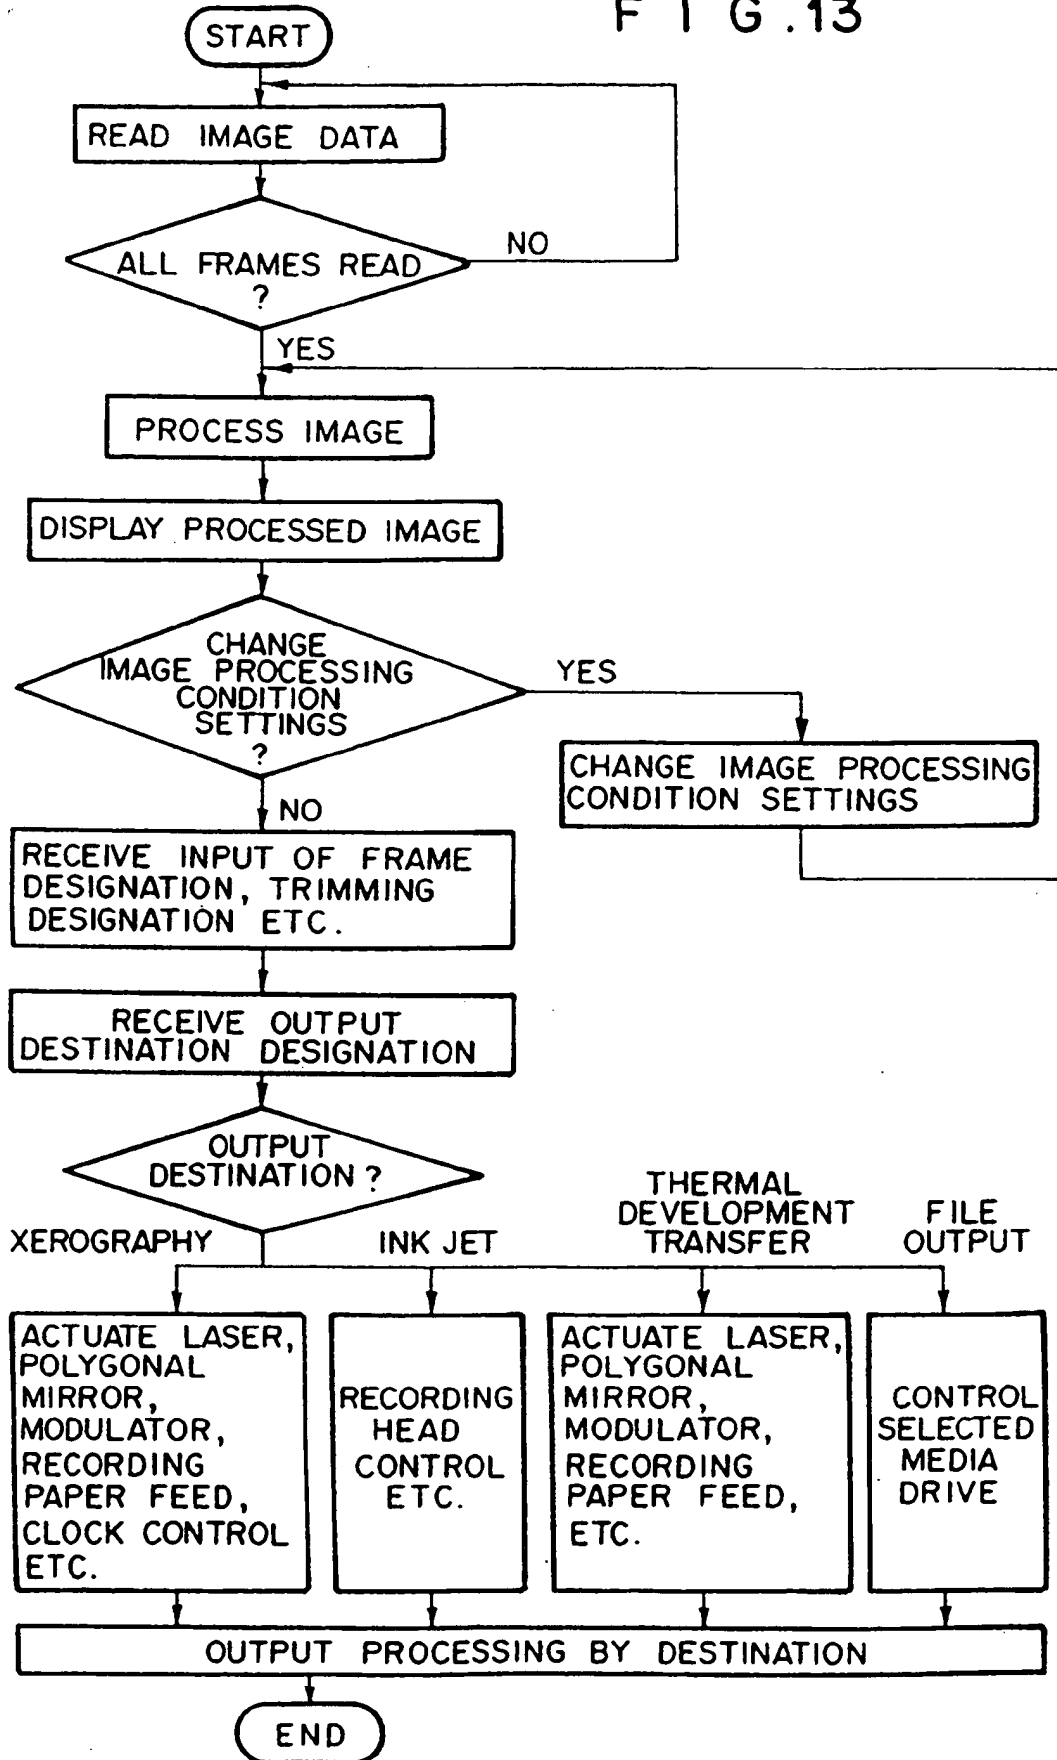 FIG.13
START
READ IMAGE DATA
ALL FRAMES READ
?
NO
YES
PROCESS IMAGE
DISPLAY PROCESSED IMAGE
CHANGE
IMAGE PROCESSING
CONDITION
SETTINGS
?
YES
CHANGE IMAGE PROCESSING
CONDITION SETTINGS
NO
RECEIVE INPUT OF FRAME
DESIGNATION, TRIMMING
DESIGNATION ETC.
RECEIVE OUTPUT
DESTINATION DESIGNATION
OUTPUT
DESTINATION ?
XEROGRAPHY
INK JET
THERMAL
DEVELOPMENT
TRANSFER
FILE
OUTPUT
ACTUATE LASER,
POLYGONAL
MIRROR,
MODULATOR,
RECORDING
PAPER FEED,
CLOCK CONTROL
ETC.
RECORDING
HEAD
CONTROL
ETC.
ACTUATE LASER,
POLYGONAL
MIRROR,
MODULATOR,
RECORDING
PAPER FEED,
ETC.
CONTROL
SELECTED
MEDIA
DRIVE
OUTPUT PROCESSING BY DESTINATION
END